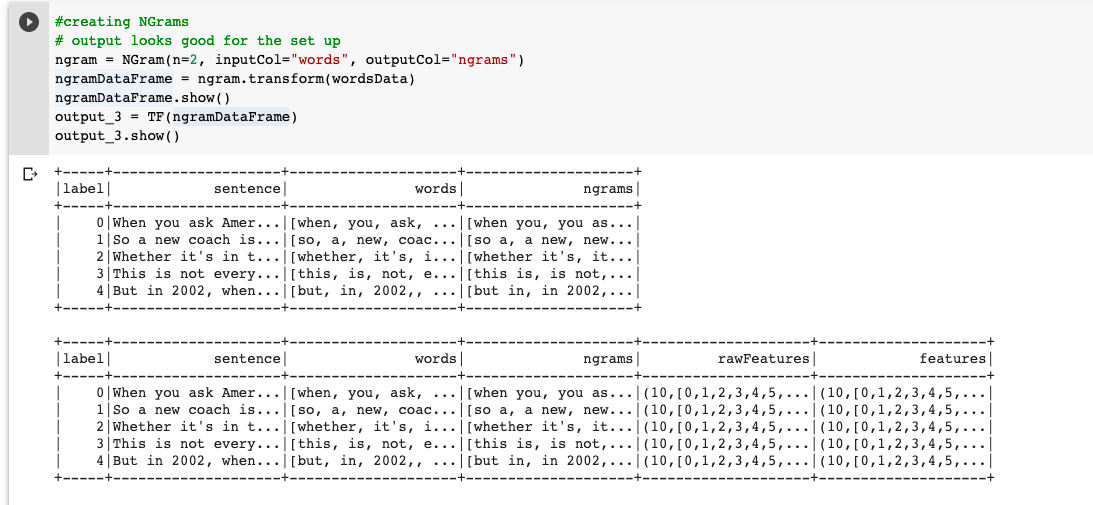 #creating NGrams
# output looks good for the set up
ngram = NGram(n=2, inputCol="words", outputCol="ngrams")
ngramDataFrame = ngram.transform(wordsData)
ngramDataFrame.show()
output_3 = TF(ngramDataFrame)
output_3.show()
+-----+--------------------+--------------------+--------------------+
|label|            sentence|               words|              ngrams|
+-----+--------------------+--------------------+--------------------+
|    0|When you ask Amer...|[when, you, ask, ...|[when you, you as...|
|    1|So a new coach is...|[so, a, new, coac...|[so a, a new, new...|
|    2|Whether it's in t...|[whether, it's, i...|[whether it's, it...|
|    3|This is not every...|[this, is, not, e...|[this is, is not,...|
|    4|But in 2002, when...|[but, in, 2002,, ...|[but in, in 2002,...|
+-----+--------------------+--------------------+--------------------+
+-----+--------------------+--------------------+--------------------+--------------------+--------------------+
|label|            sentence|               words|              ngrams|         rawFeatures|            features|
+-----+--------------------+--------------------+--------------------+--------------------+--------------------+
|    0|When you ask Amer...|[when, you, ask, ...|[when you, you as...|(10,[0,1,2,3,4,5,...|(10,[0,1,2,3,4,5,...|
|    1|So a new coach is...|[so, a, new, coac...|[so a, a new, new...|(10,[0,1,2,3,4,5,...|(10,[0,1,2,3,4,5,...|
|    2|Whether it's in t...|[whether, it's, i...|[whether it's, it...|(10,[0,1,2,3,4,5,...|(10,[0,1,2,3,4,5,...|
|    3|This is not every...|[this, is, not, e...|[this is, is not,...|(10,[0,1,2,3,4,5,...|(10,[0,1,2,3,4,5,...|
|    4|But in 2002, when...|[but, in, 2002,, ...|[but in, in 2002,...|(10,[0,1,2,3,4,5,...|(10,[0,1,2,3,4,5,...|
+-----+--------------------+--------------------+--------------------+--------------------+--------------------+